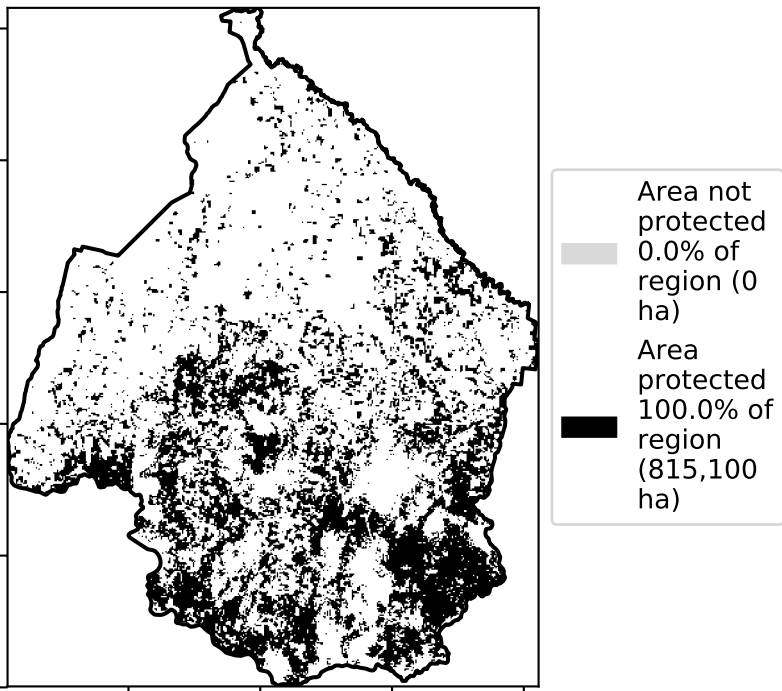 Area not
protected
0.0% of
region (0
ha)
Area
protected
100.0% of
region
(815,100
ha)